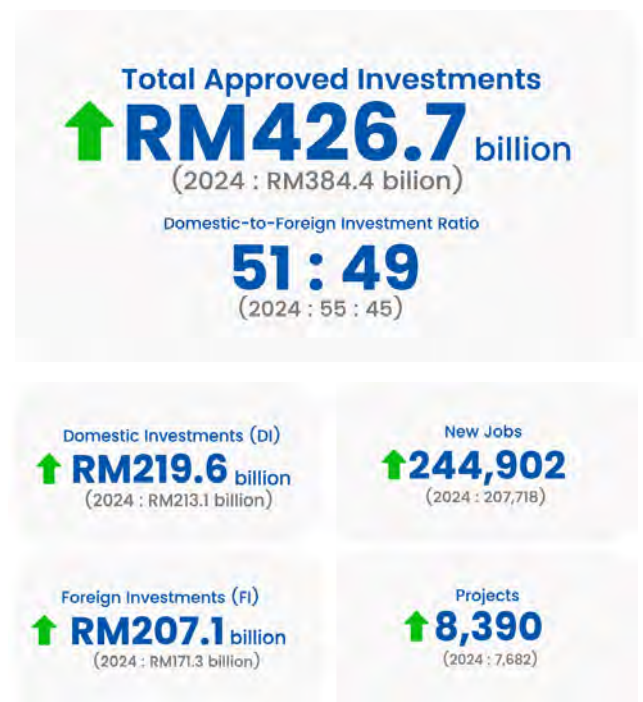 Total Approved Investments
RM426.7 billion
(2024 : RM384.4 bilion)
Domestic-to-Foreign Investment Ratio
51 : 49
(2024 : 55 : 45)
Domestic Investments (DI)
RM219.6 billion
(2024 : RM213.1 billion)
New Jobs
244,902
(2024 : 207,718)
Foreign Investments (FI)
RM207.1 billion
(2024 : RM171.3 billion)
Projects
8,390
(2024 : 7,682)